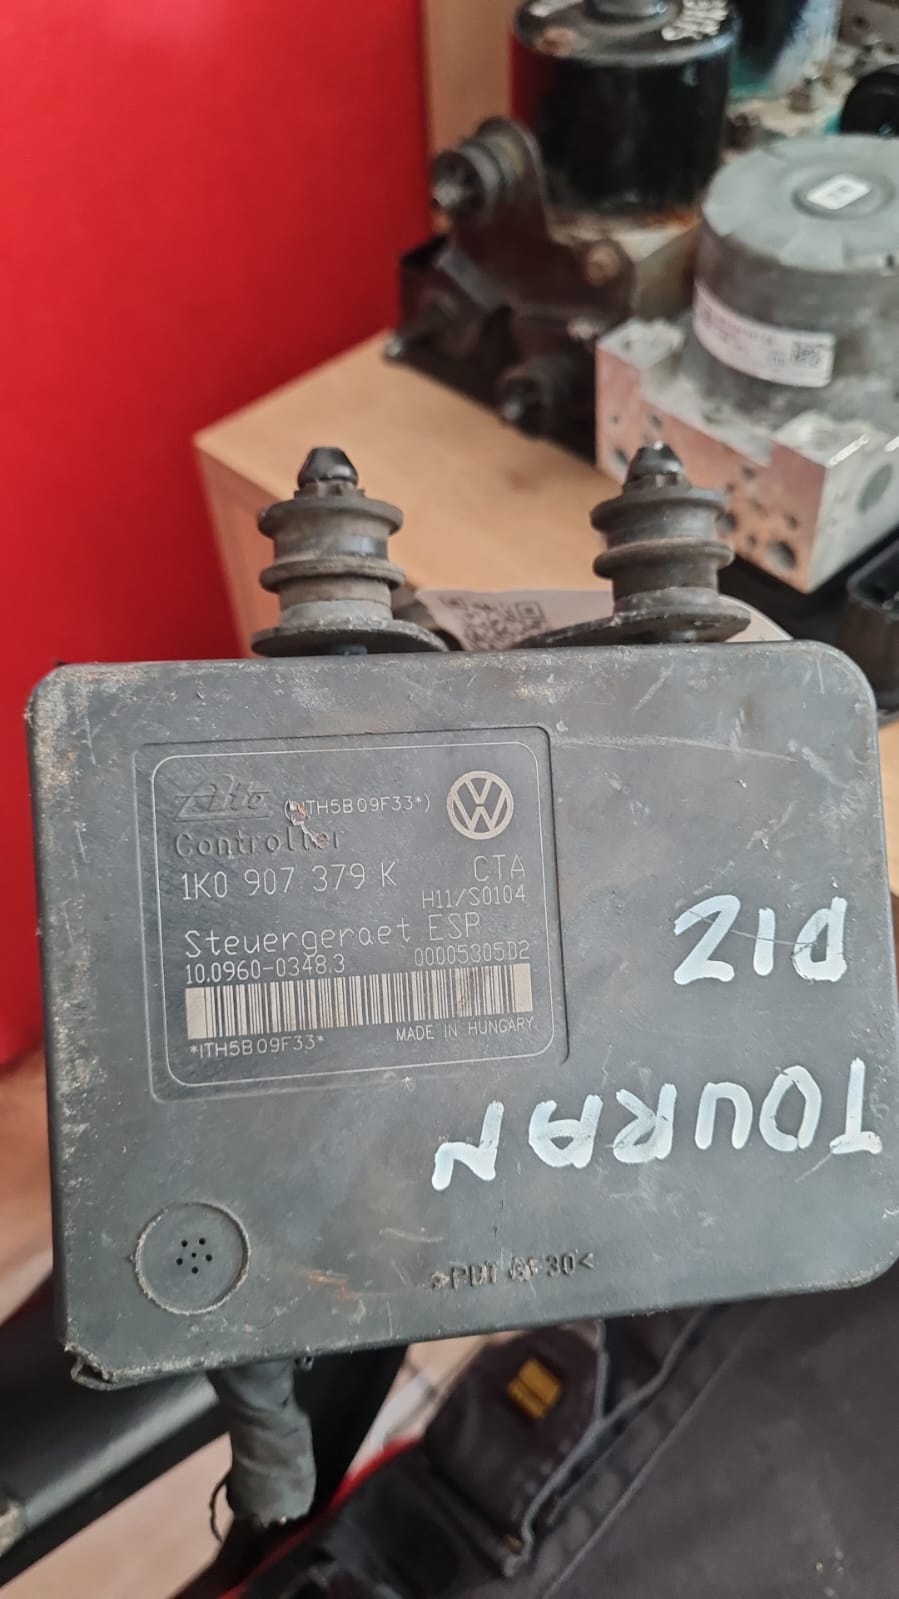 Ate (*ITH5B09F33*)
Controller
1K0 907 379 K CTA
H11/S0104
Steuergeraet ESP
10.0960-0348.3 00005305D2
*ITH5B09F33* MADE IN HUNGARY
DIZ
TOURAN
>PBT GF30<